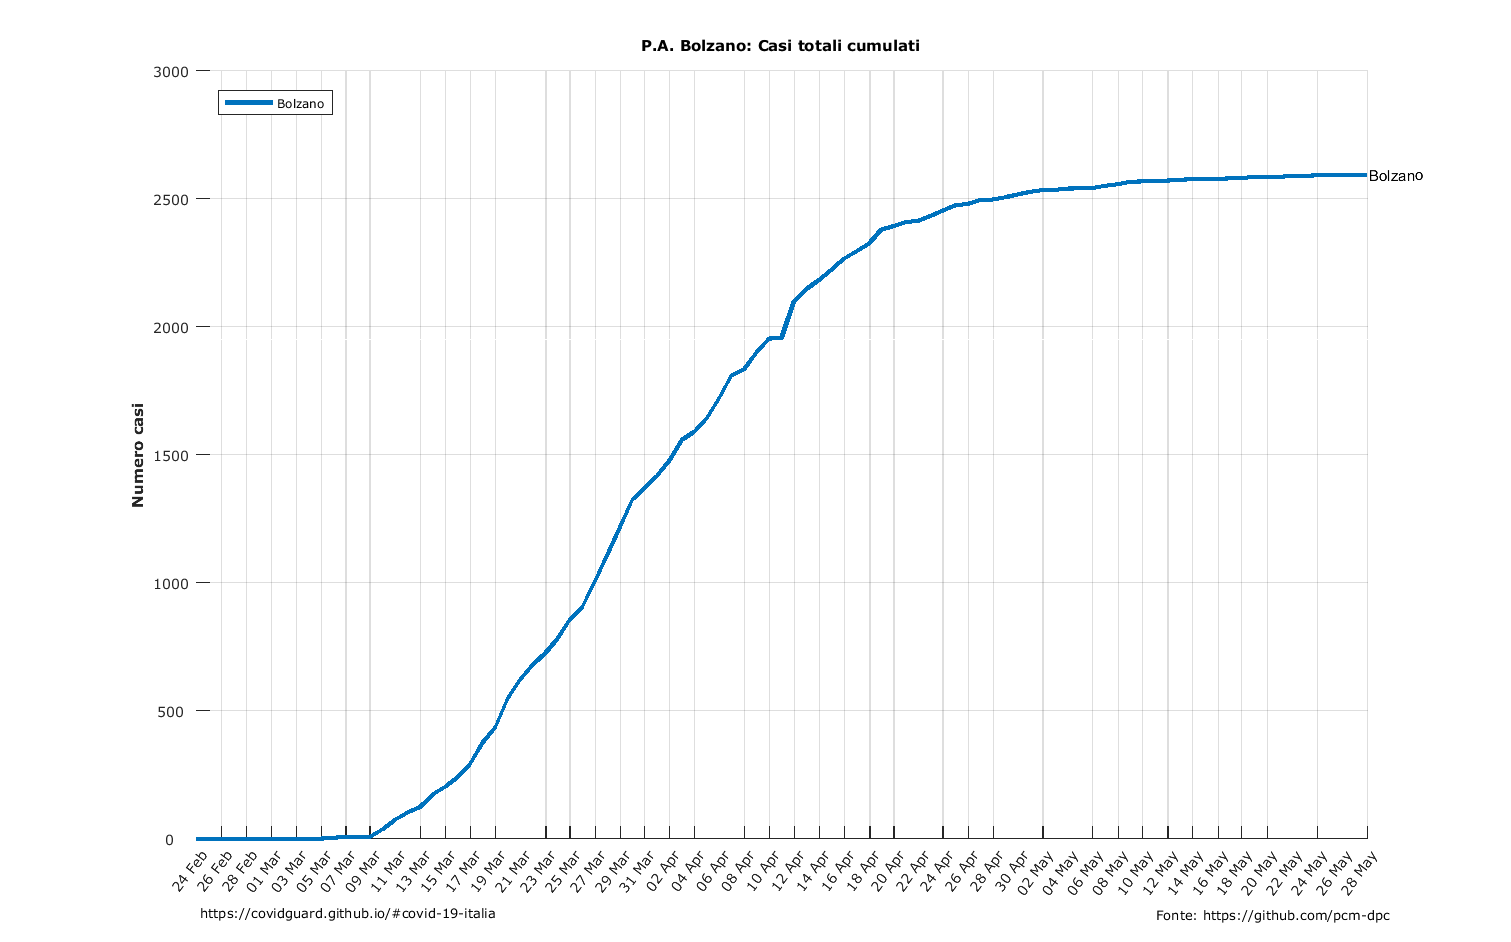 P.A. Bolzano: Casi totali cumulati
3000
2500
2000
1500
1000
500
0
Numero casi
Bolzano
Bolzano
24 Feb
26 Feb
28 Feb
01 Mar
03 Mar
05 Mar
07 Mar
09 Mar
11 Mar
13 Mar
15 Mar
17 Mar
19 Mar
21 Mar
23 Mar
25 Mar
27 Mar
29 Mar
31 Mar
02 Apr
04 Apr
06 Apr
08 Apr
10 Apr
12 Apr
14 Apr
16 Apr
18 Apr
20 Apr
22 Apr
24 Apr
26 Apr
28 Apr
30 Apr
02 May
04 May
06 May
08 May
10 May
12 May
14 May
16 May
18 May
20 May
22 May
24 May
26 May
28 May
https://covidguard.github.io/#covid-19-italia
Fonte: https://github.com/pcm-dpc